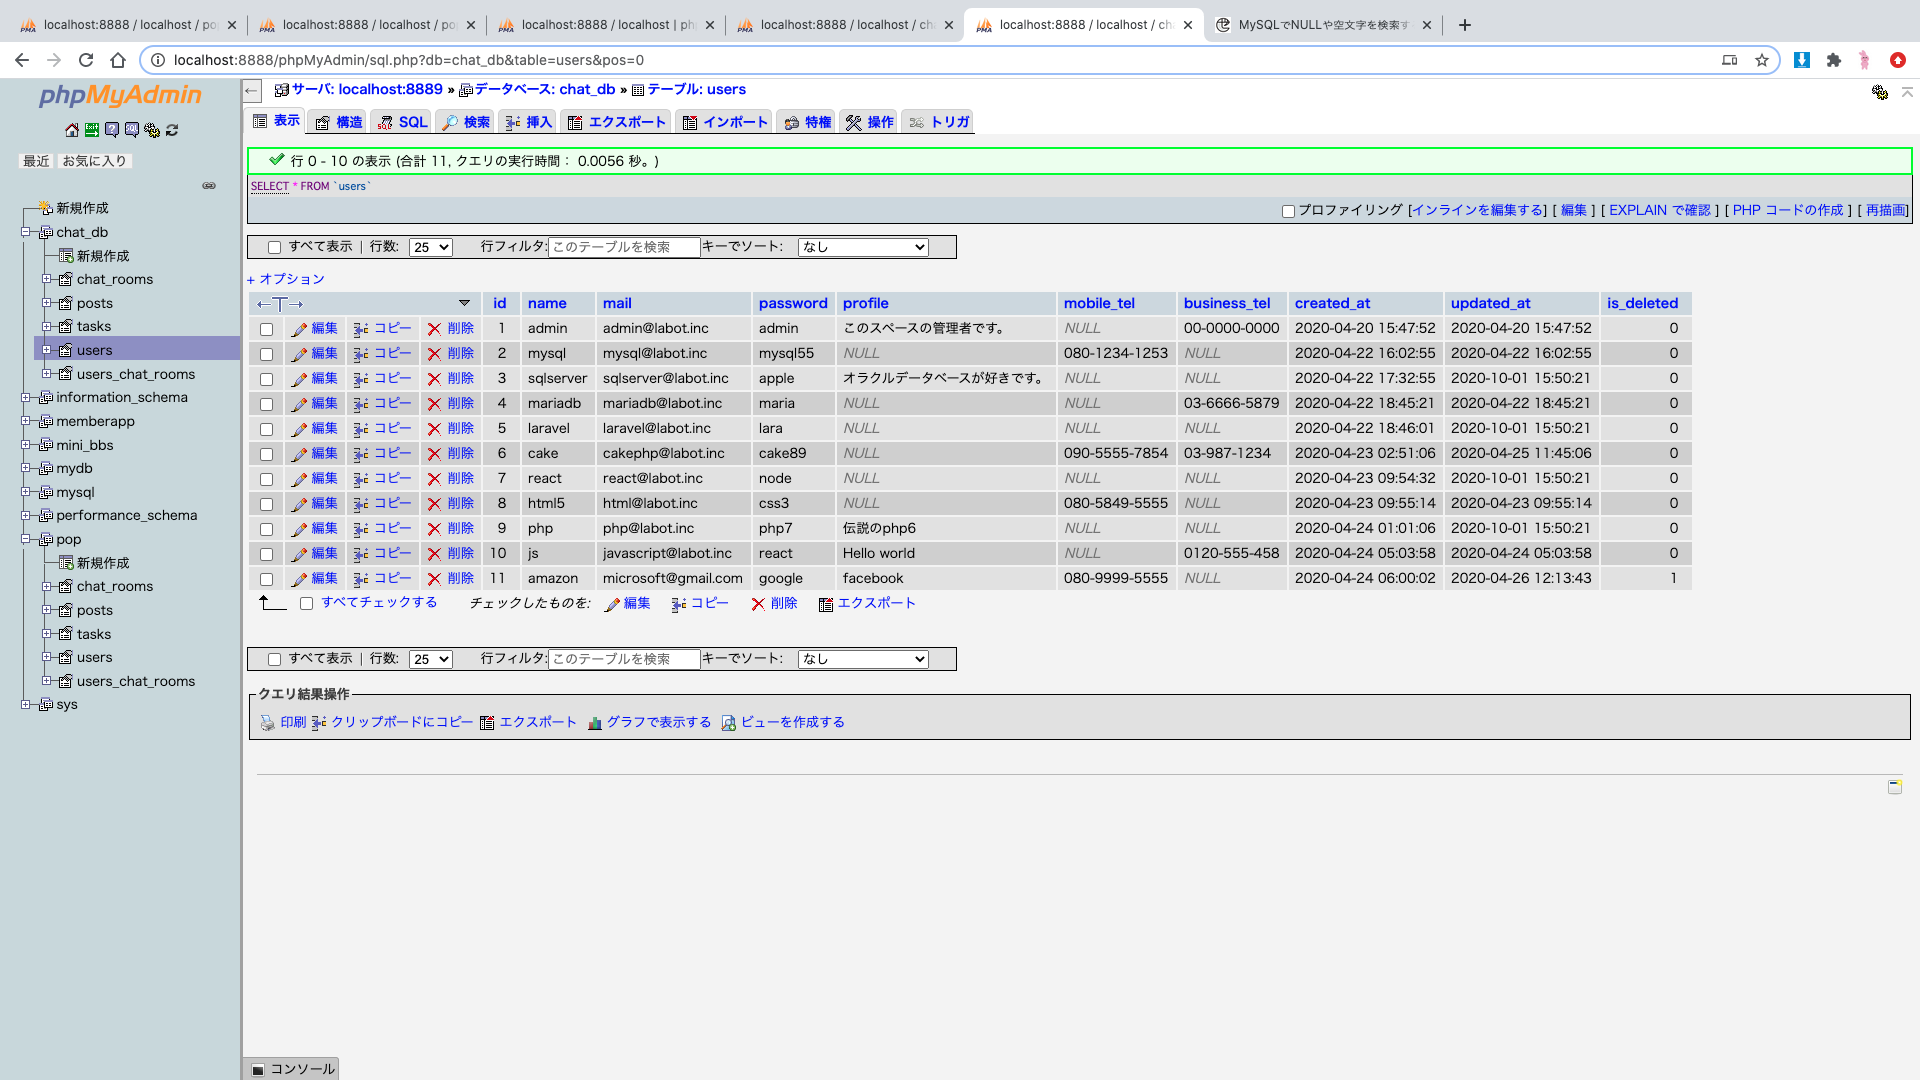 localhost:8888 / localhost / po
localhost:8888 / localhost / po
localhost:8888 / localhost | ph
localhost:8888 / localhost / ch
localhost:8888 / localhost / ch
MySQLでNULLや空文字を検索す
localhost:8888/phpMyAdmin/sql.php?db=chat_db&table=users&pos=0
phpMyAdmin
最近 お気に入り
新規作成
chat_db
新規作成
chat_rooms
posts
tasks
users
users_chat_rooms
information_schema
memberapp
mini_bbs
mydb
mysql
performance_schema
pop
新規作成
chat_rooms
posts
tasks
users
users_chat_rooms
sys
サーバ: localhost:8889 » データベース: chat_db » テーブル: users
表示 構造 SQL 検索 挿入 エクスポート インポート 特権 操作 トリガ
行 0 - 10 の表示 (合計 11, クエリの実行時間： 0.0056 秒。)
SELECT * FROM `users`
プロファイリング [インラインを編集する] [ 編集 ] [ EXPLAIN で確認 ] [ PHP コードの作成 ] [ 再描画]
すべて表示 | 行数: 25 行フィルタ: このテーブルを検索 キーでソート: なし
+ オプション
←T→ id name mail password profile mobile_tel business_tel created_at updated_at is_deleted
編集 コピー 削除 1 admin admin@labot.inc admin このスペースの管理者です。 NULL 00-0000-0000 2020-04-20 15:47:52 2020-04-20 15:47:52 0
編集 コピー 削除 2 mysql mysql@labot.inc mysql55 NULL 080-1234-1253 NULL 2020-04-22 16:02:55 2020-04-22 16:02:55 0
編集 コピー 削除 3 sqlserver sqlserver@labot.inc apple オラクルデータベースが好きです。 NULL NULL 2020-04-22 17:32:55 2020-10-01 15:50:21 0
編集 コピー 削除 4 mariadb mariadb@labot.inc maria NULL NULL 03-6666-5879 2020-04-22 18:45:21 2020-04-22 18:45:21 0
編集 コピー 削除 5 laravel laravel@labot.inc lara NULL NULL NULL 2020-04-22 18:46:01 2020-10-01 15:50:21 0
編集 コピー 削除 6 cake cakephp@labot.inc cake89 NULL 090-5555-7854 03-987-1234 2020-04-23 02:51:06 2020-04-25 11:45:06 0
編集 コピー 削除 7 react react@labot.inc node NULL NULL NULL 2020-04-23 09:54:32 2020-10-01 15:50:21 0
編集 コピー 削除 8 html5 html@labot.inc css3 NULL 080-5849-5555 NULL 2020-04-23 09:55:14 2020-04-23 09:55:14 0
編集 コピー 削除 9 php php@labot.inc php7 伝説のphp6 NULL NULL 2020-04-24 01:01:06 2020-10-01 15:50:21 0
編集 コピー 削除 10 js javascript@labot.inc react Hello world NULL 0120-555-458 2020-04-24 05:03:58 2020-04-24 05:03:58 0
編集 コピー 削除 11 amazon microsoft@gmail.com google facebook 080-9999-5555 NULL 2020-04-24 06:00:02 2020-04-26 12:13:43 1
すべてチェックする チェックしたものを: 編集 コピー 削除 エクスポート
すべて表示 | 行数: 25 行フィルタ: このテーブルを検索 キーでソート: なし
クエリ結果操作
印刷 クリップボードにコピー エクスポート グラフで表示する ビューを作成する
コンソール